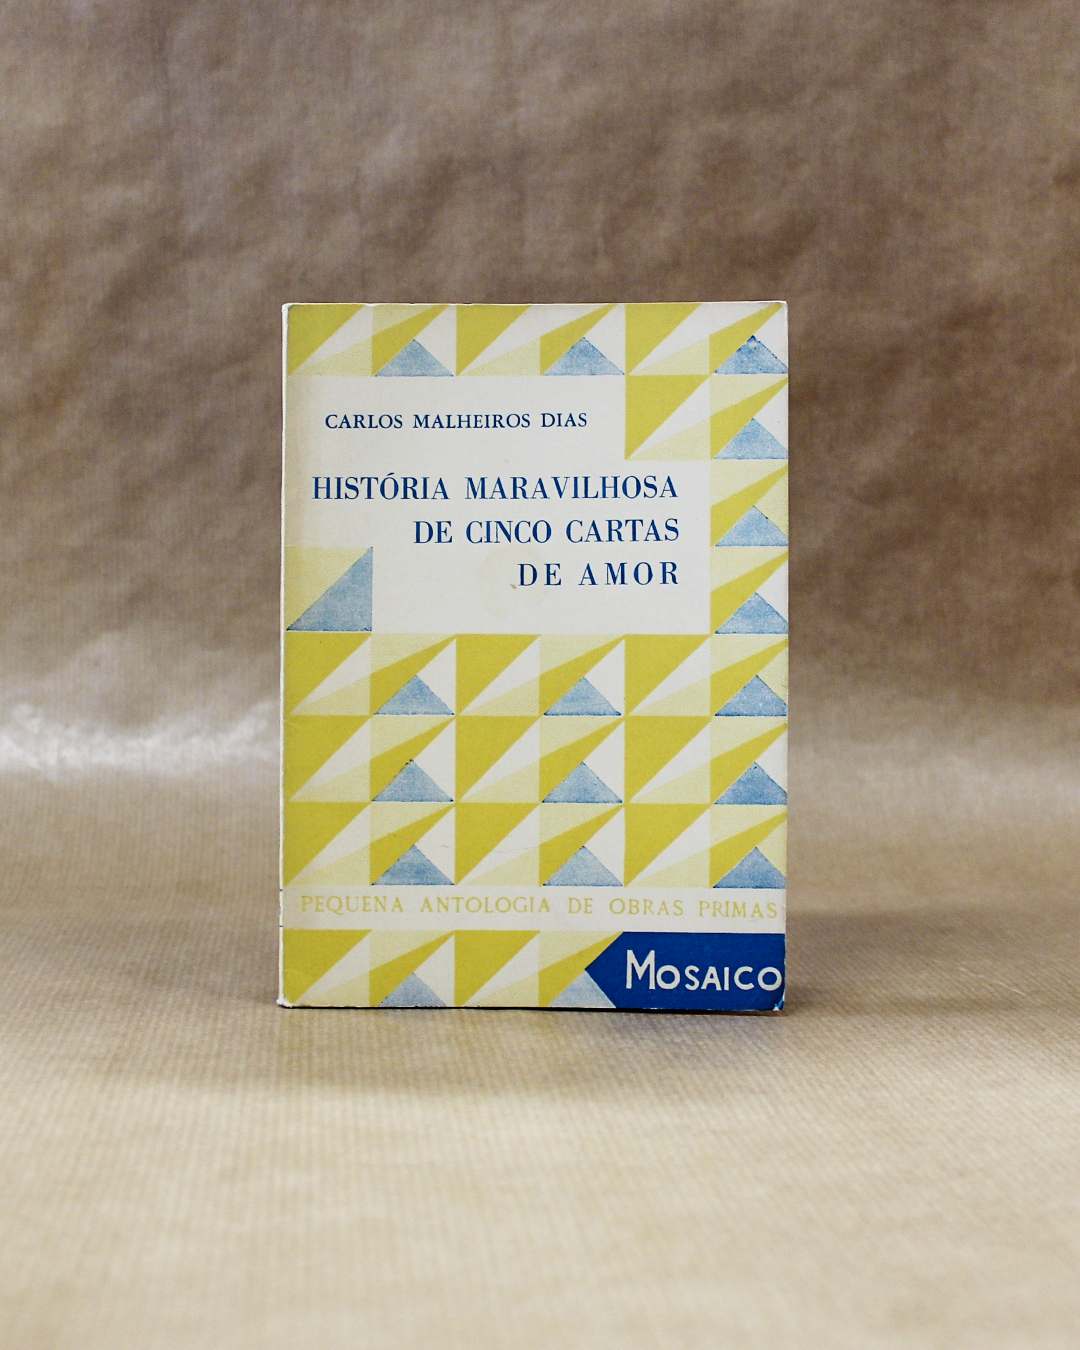 CARLOS MALHEIROS DIAS
HISTÓRIA MARAVILHOSA
DE CINCO CARTAS
DE AMOR
PEQUENA ANTOLOGIA DE OBRAS PRIMAS
MOSAICO